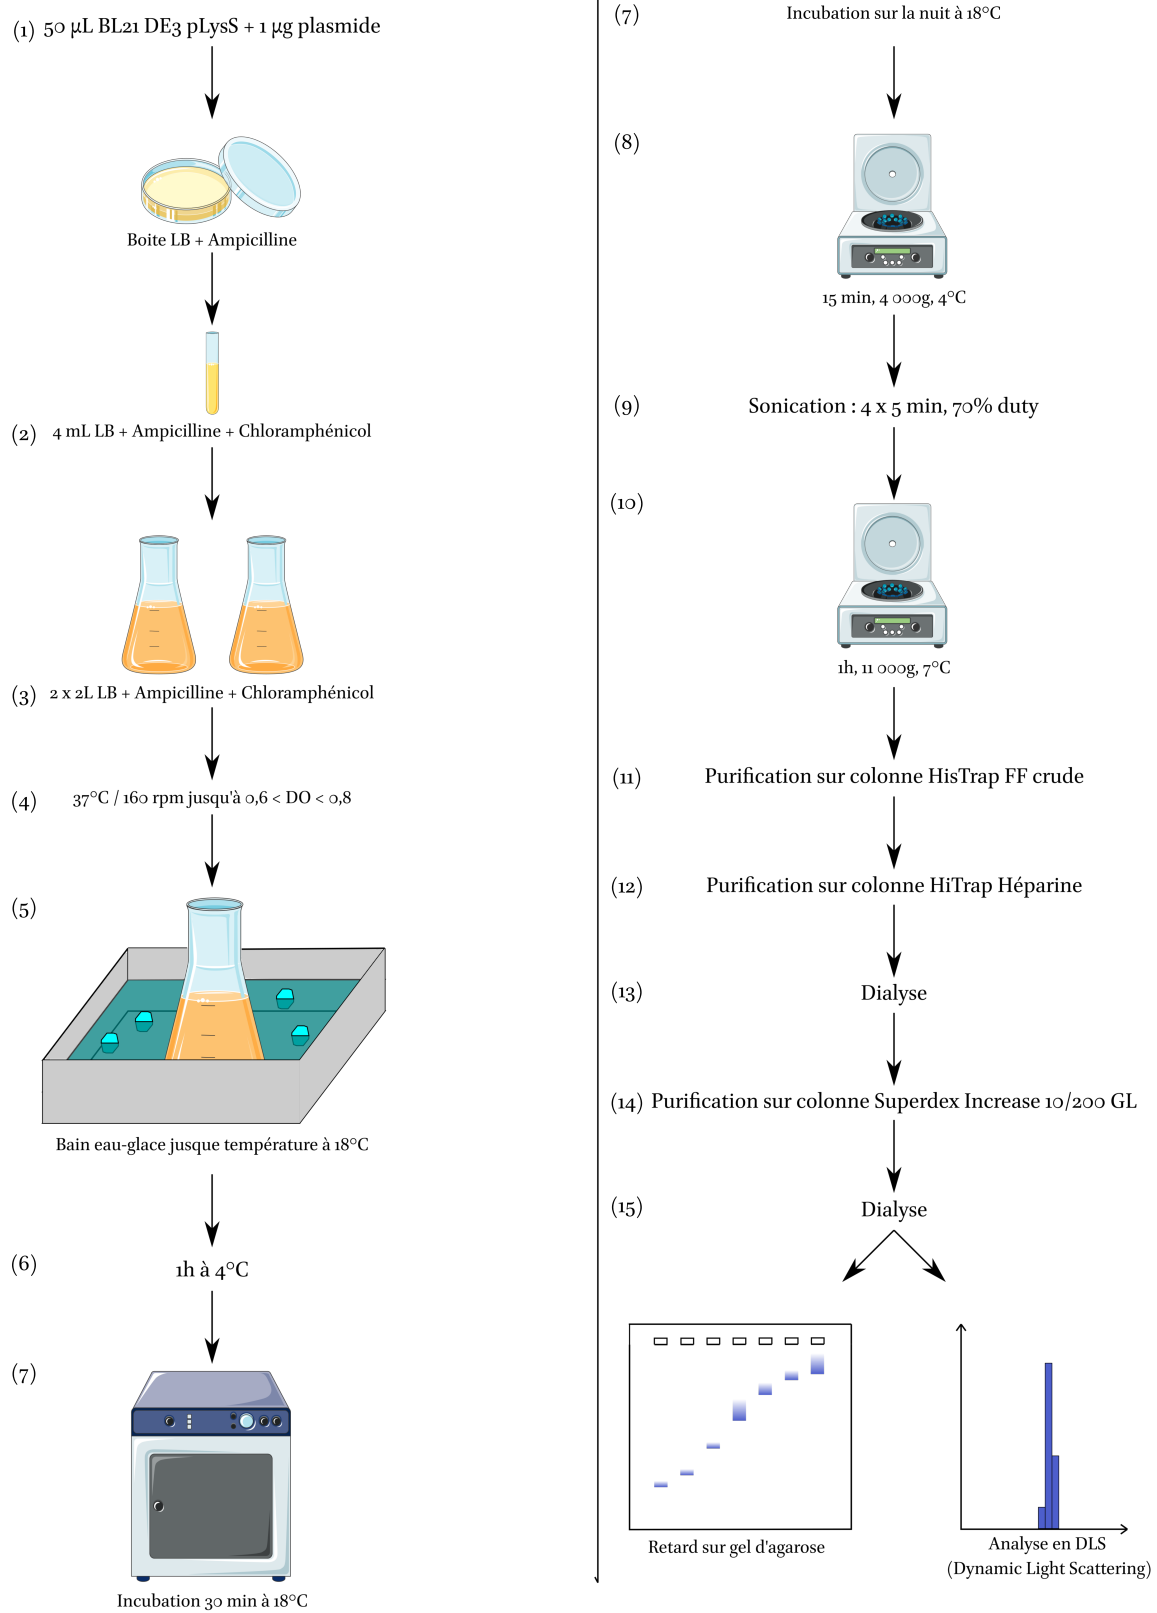 (1) 50 µL BL21 DE3 pLysS + 1 µg plasmide
Boite LB + Ampicilline
(2) 4 mL LB + Ampicilline + Chloramphénicol
(3) 2 x 2L LB + Ampicilline + Chloramphénicol
(4) 37°C / 160 rpm jusqu'à 0,6 < DO < 0,8
(5)
Bain eau-glace jusque température à 18°C
(6) 1h à 4°C
(7)
Incubation 30 min à 18°C
(7) Incubation sur la nuit à 18°C
(8)
15 min, 4 000g, 4°C
(9) Sonication : 4 x 5 min, 70% duty
(10)
1h, 11 000g, 7°C
(11) Purification sur colonne HisTrap FF crude
(12) Purification sur colonne HiTrap Héparine
(13) Dialyse
(14) Purification sur colonne Superdex Increase 10/200 GL
(15) Dialyse
Retard sur gel d'agarose
Analyse en DLS
(Dynamic Light Scattering)